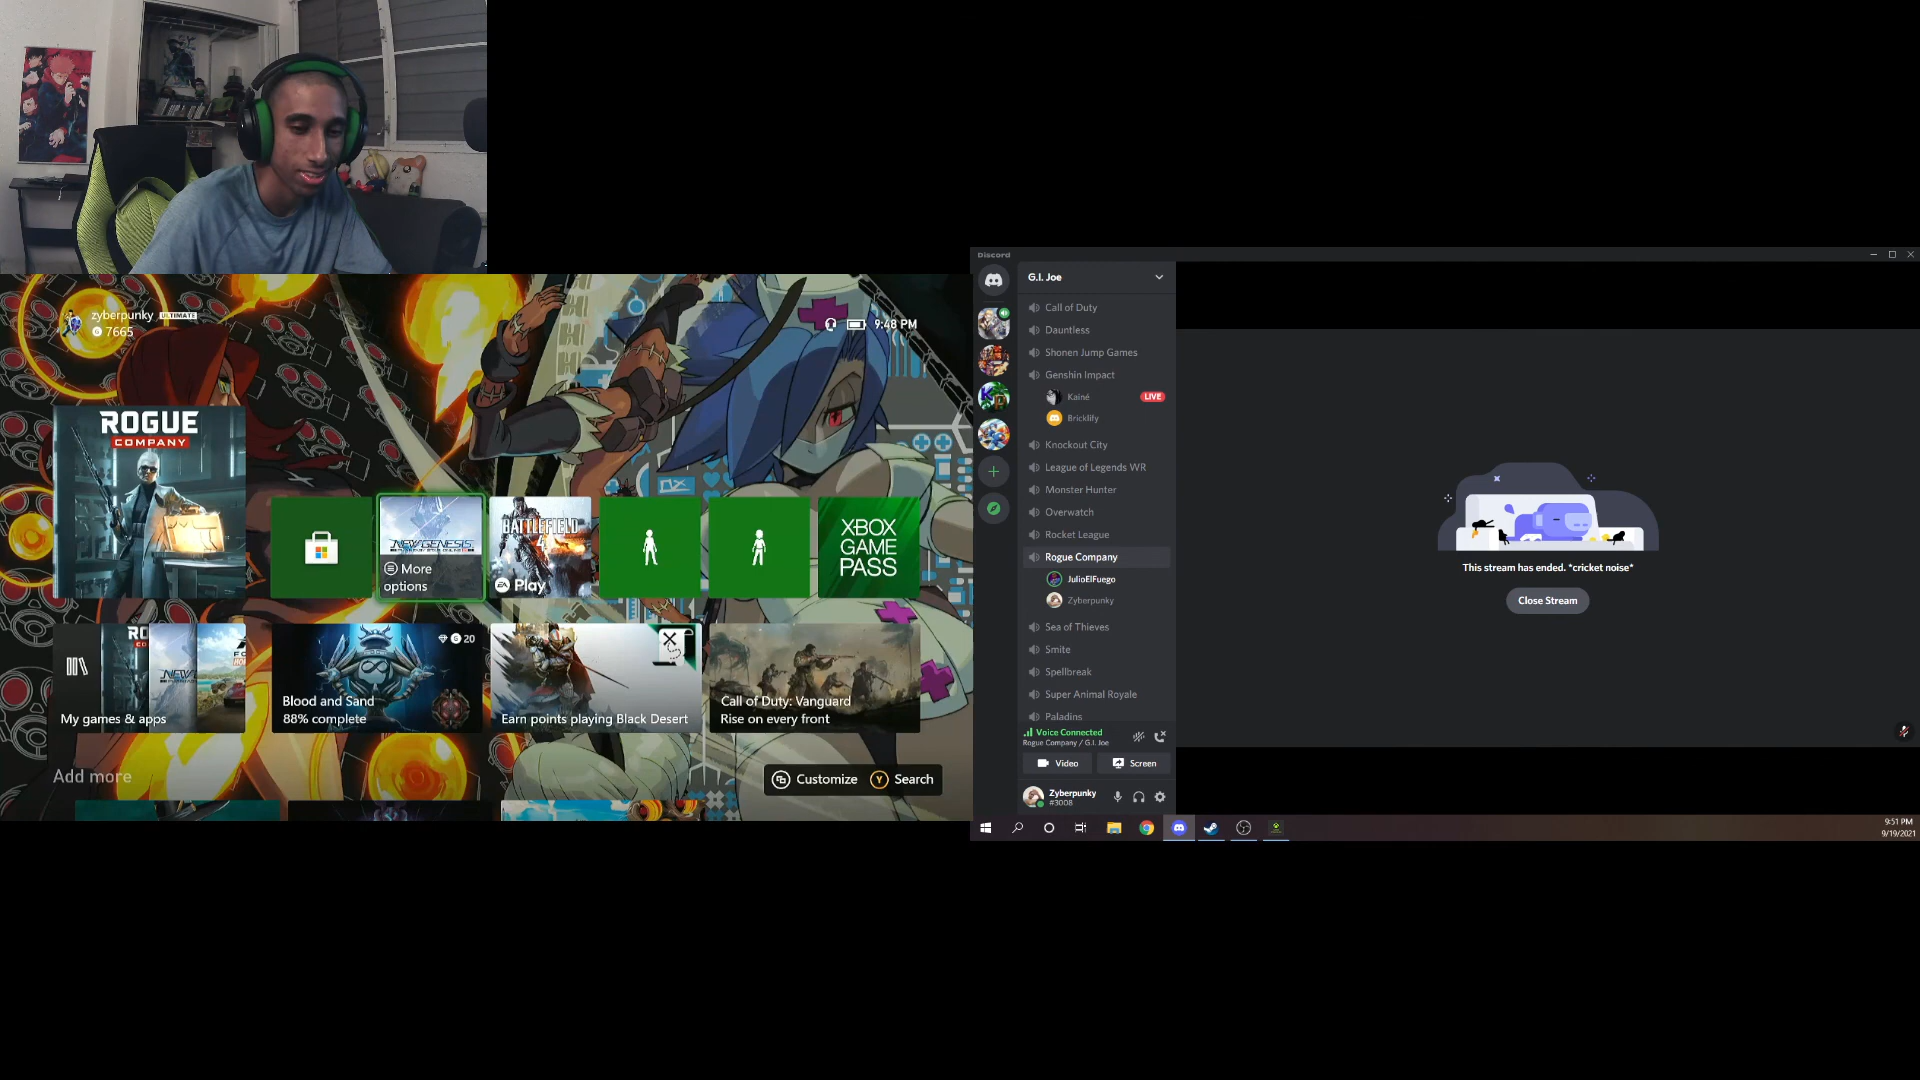 zyberpunky ULTIMATE
G 7665
9:48 PM
ROGUE
COMPANY
NEW GENESIS
More
options
BATTLEFIELD
4
EA Play
XBOX
GAME
PASS
My games & apps
G 20
Blood and Sand
88% complete
Earn points playing Black Desert
Call of Duty: Vanguard
Rise on every front
Add more
Customize
Y Search
Discord
G.I. Joe
Call of Duty
Dauntless
Shonen Jump Games
Genshin Impact
Kainé LIVE
Bricklify
Knockout City
League of Legends WR
Monster Hunter
Overwatch
Rocket League
Rogue Company
JulioElFuego
Zyberpunky
Sea of Thieves
Smite
Spellbreak
Super Animal Royale
Paladins
Voice Connected
Rogue Company / G.I. Joe
Video Screen
Zyberpunky
#3008
This stream has ended. *cricket noise*
Close Stream
9:51 PM
9/19/2021